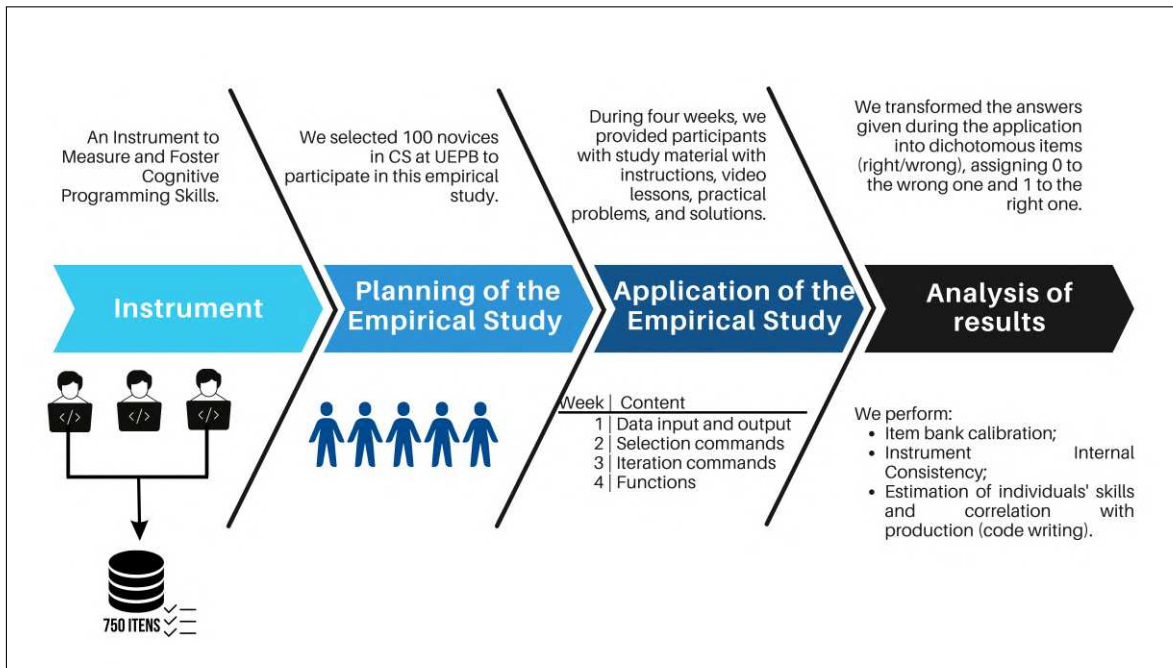 An Instrument to
Measure and Foster
Cognitive
Programming Skills.
We selected 100 novices
in CS at UEPB to
participate in this empirical
study.
During four weeks, we
provided participants
with study material with
instructions, video
lessons, practical
problems, and solutions.
We transformed the answers
given during the application
into dichotomous items
(right/wrong), assigning 0 to
the wrong one and 1 to the
right one.
Instrument
Planning of the
Empirical Study
Application of the
Empirical Study
Analysis of
results
</>
</>
</>
750 ITENS
Week | Content
1 | Data input and output
2 | Selection commands
3 | Iteration commands
4 | Functions
We perform:
• Item bank calibration;
• Instrument Internal
Consistency;
• Estimation of individuals' skills
and correlation with
production (code writing).